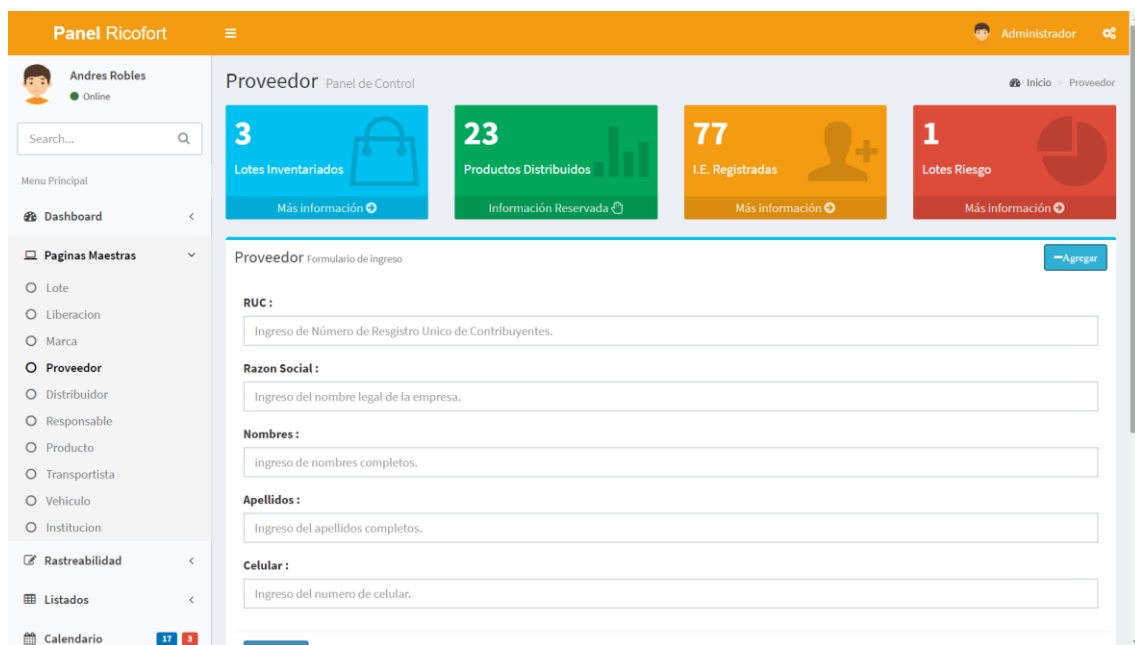 Panel Ricofort
Administrador
Andres Robles
Online
Search...
Menu Principal
Dashboard
Paginas Maestras
Lote
Liberacion
Marca
Proveedor
Distribuidor
Responsable
Producto
Transportista
Vehiculo
Institucion
Rastreabilidad
Listados
Calendario 17 3
Proveedor Panel de Control
Inicio > Proveedor
3
Lotes Inventariados
Más información
23
Productos Distribuidos
Información Reservada
77
I.E. Registradas
Más información
1
Lotes Riesgo
Más información
Proveedor Formulario de ingreso
Agregar
RUC :
Ingreso de Número de Resgistro Unico de Contribuyentes.
Razon Social :
Ingreso del nombre legal de la empresa.
Nombres :
ingreso de nombres completos.
Apellidos :
Ingreso del apellidos completos.
Celular :
Ingreso del numero de celular.